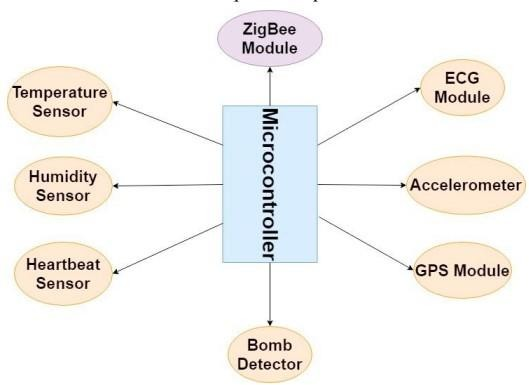 ZigBee
Module
Temperature
Sensor
ECG
Module
Microcontroller
Humidity
Sensor
Accelerometer
Heartbeat
Sensor
GPS Module
Bomb
Detector